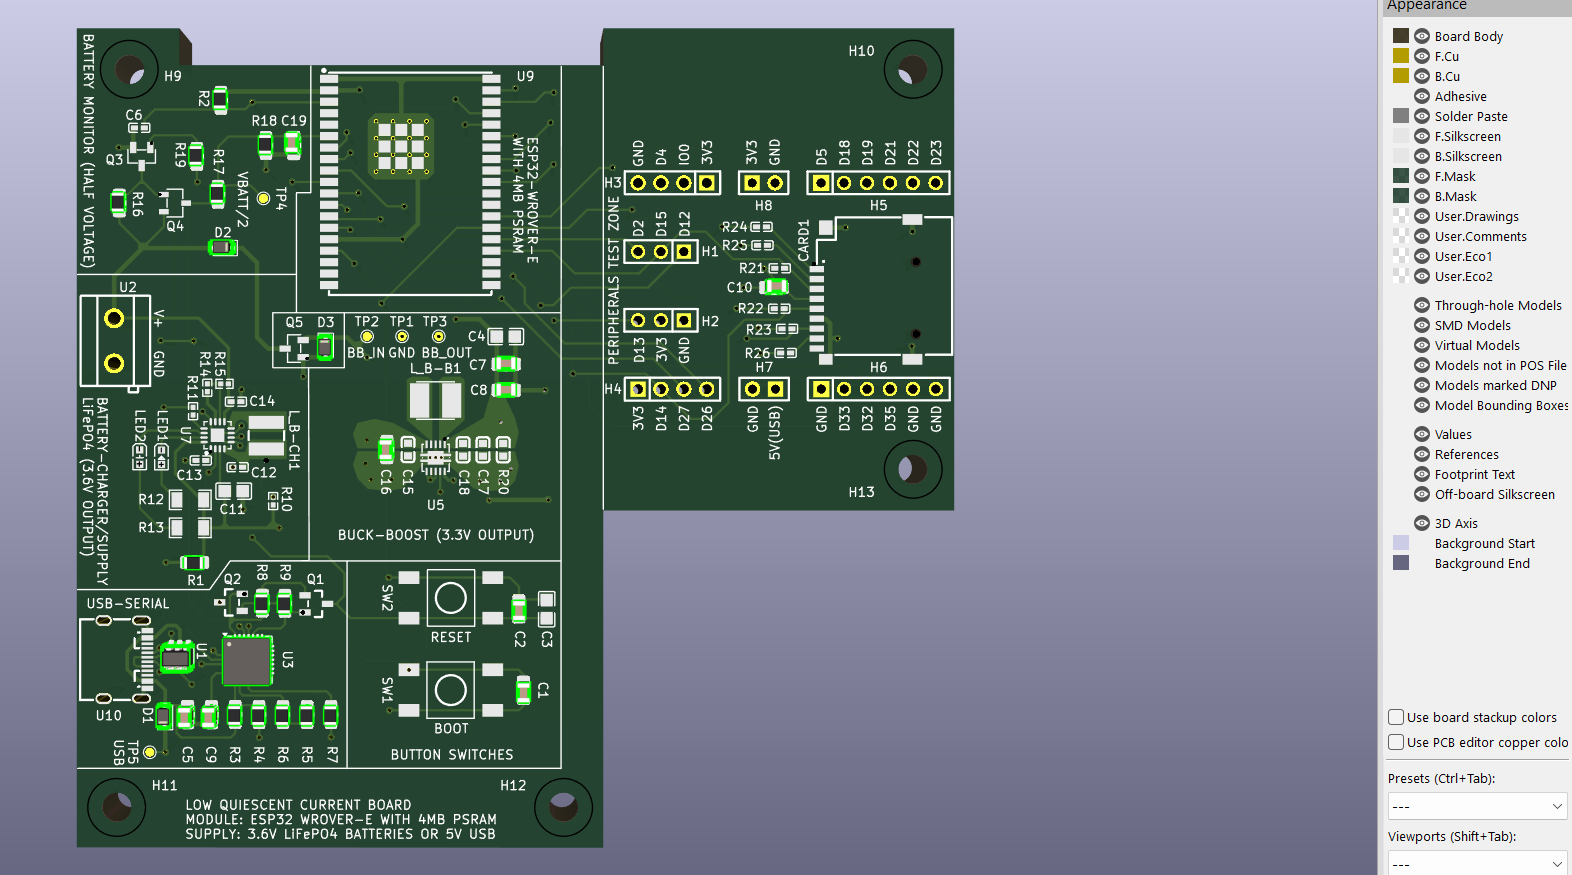 Appearance
Board Body
F.Cu
B.Cu
Adhesive
Solder Paste
F.Silkscreen
B.Silkscreen
F.Mask
B.Mask
User.Drawings
User.Comments
User.Eco1
User.Eco2
Through-hole Models
SMD Models
Virtual Models
Models not in POS File
Models marked DNP
Model Bounding Boxes
Values
References
Footprint Text
Off-board Silkscreen
3D Axis
Background Start
Background End
Use board stackup colors
Use PCB editor copper colo
Presets (Ctrl+Tab):
---
Viewports (Shift+Tab):
---
BATTERY MONITOR (HALF VOLTAGE)
H9
R2
C6
Q3
R19
R18 C19
R17
R16
Q4
VBATT/2
TP4
D2
U9
ESP32-WROVER-E
WITH 4MB PSRAM
H10
PERIPHERALS TEST ZONE
H3
GND D4 IO0 3V3
3V3 GND
H8
D5 D18 D19 D21 D22 D23
H5
D2 D15 D12
H1
R24
R25
CARD1
R21
C10
R22
R23
R26
H2
D13 3V3 GND
H4
3V3 D14 D27 D26
H7
GND 5V(USB)
H6
GND D33 D32 D35 GND GND
H13
U2
V+
GND
Q5 D3
TP2 TP1 TP3
BB_IN GND BB_OUT
C4
L_B-B1
C7
C8
R14
R15
R11
C14
BATTERY-CHARGER/SUPPLY
LiFePO4 (3.6V OUTPUT)
LED2
LED1
U7
L_B-CH1
C13
C12
R12
C11
R10
R13
R1
C16 C15 C18 C17 R20
U5
BUCK-BOOST (3.3V OUTPUT)
USB-SERIAL
Q2 R8 R9 Q1
U1
U3
U10
D1
TP5
USB
C5 C9 R3 R4 R6 R5 R7
SW2
RESET
C2 C3
SW1
BOOT
C1
BUTTON SWITCHES
H11
H12
LOW QUIESCENT CURRENT BOARD
MODULE: ESP32 WROVER-E WITH 4MB PSRAM
SUPPLY: 3.6V LiFePO4 BATTERIES OR 5V USB